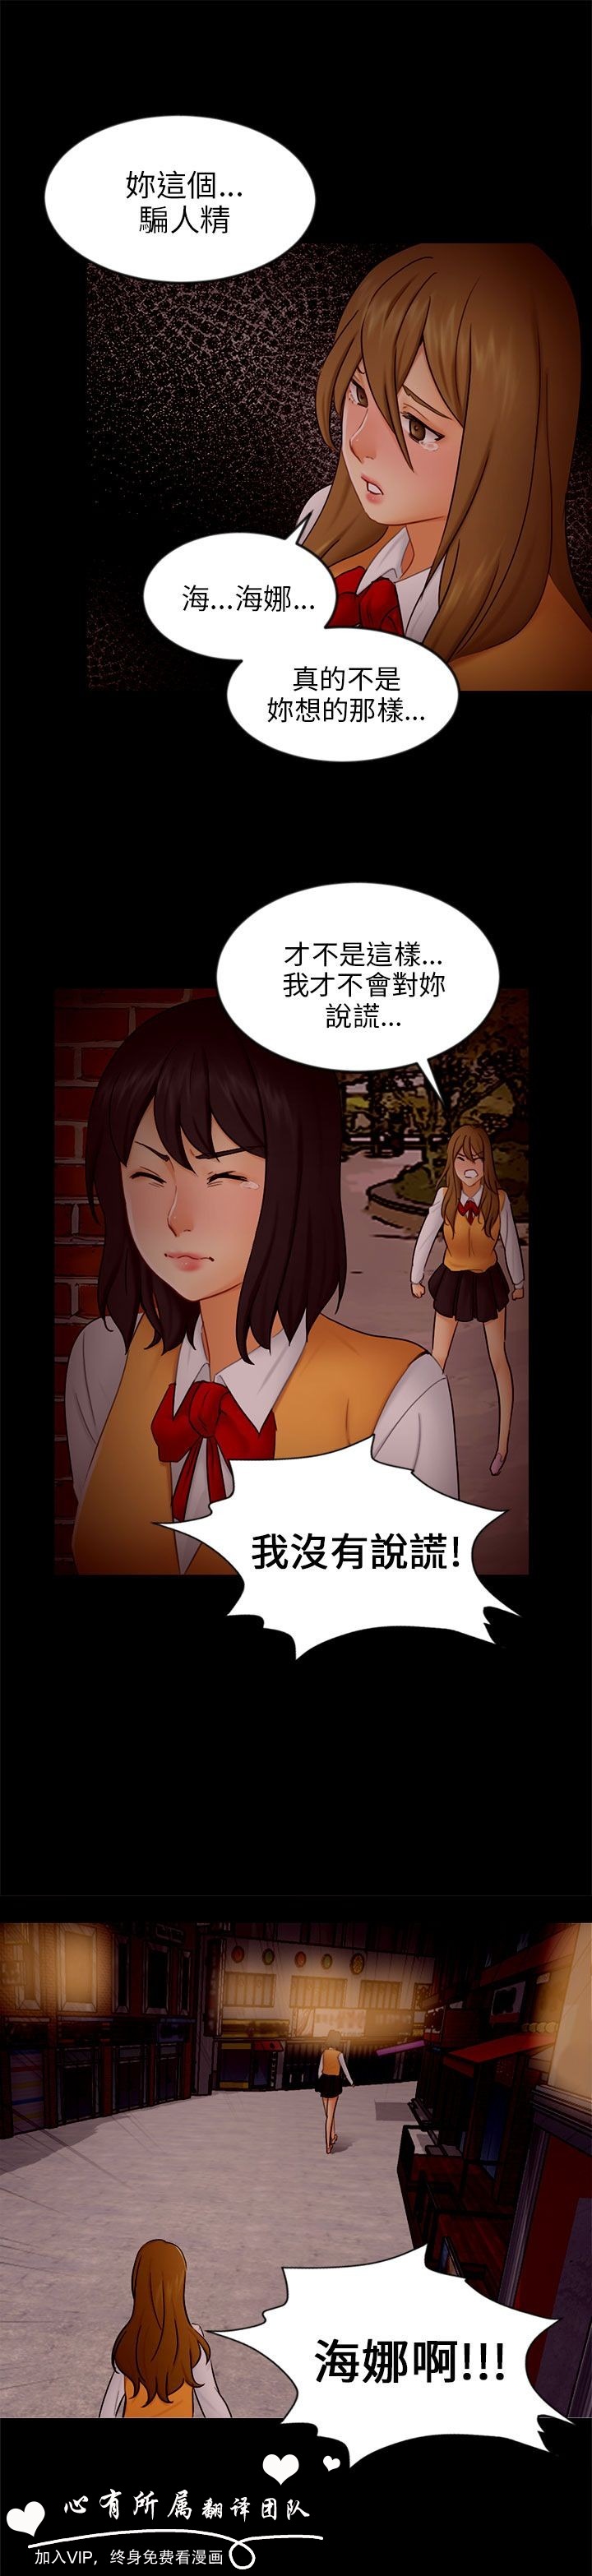 妳這個...
騙人精
海...海娜...
真的不是
妳想的那樣...
才不是這樣...
我才不會對妳
說謊...
我沒有說謊!
海娜啊!!!
心有所属翻译团队
加入VIP，终身免费看漫画